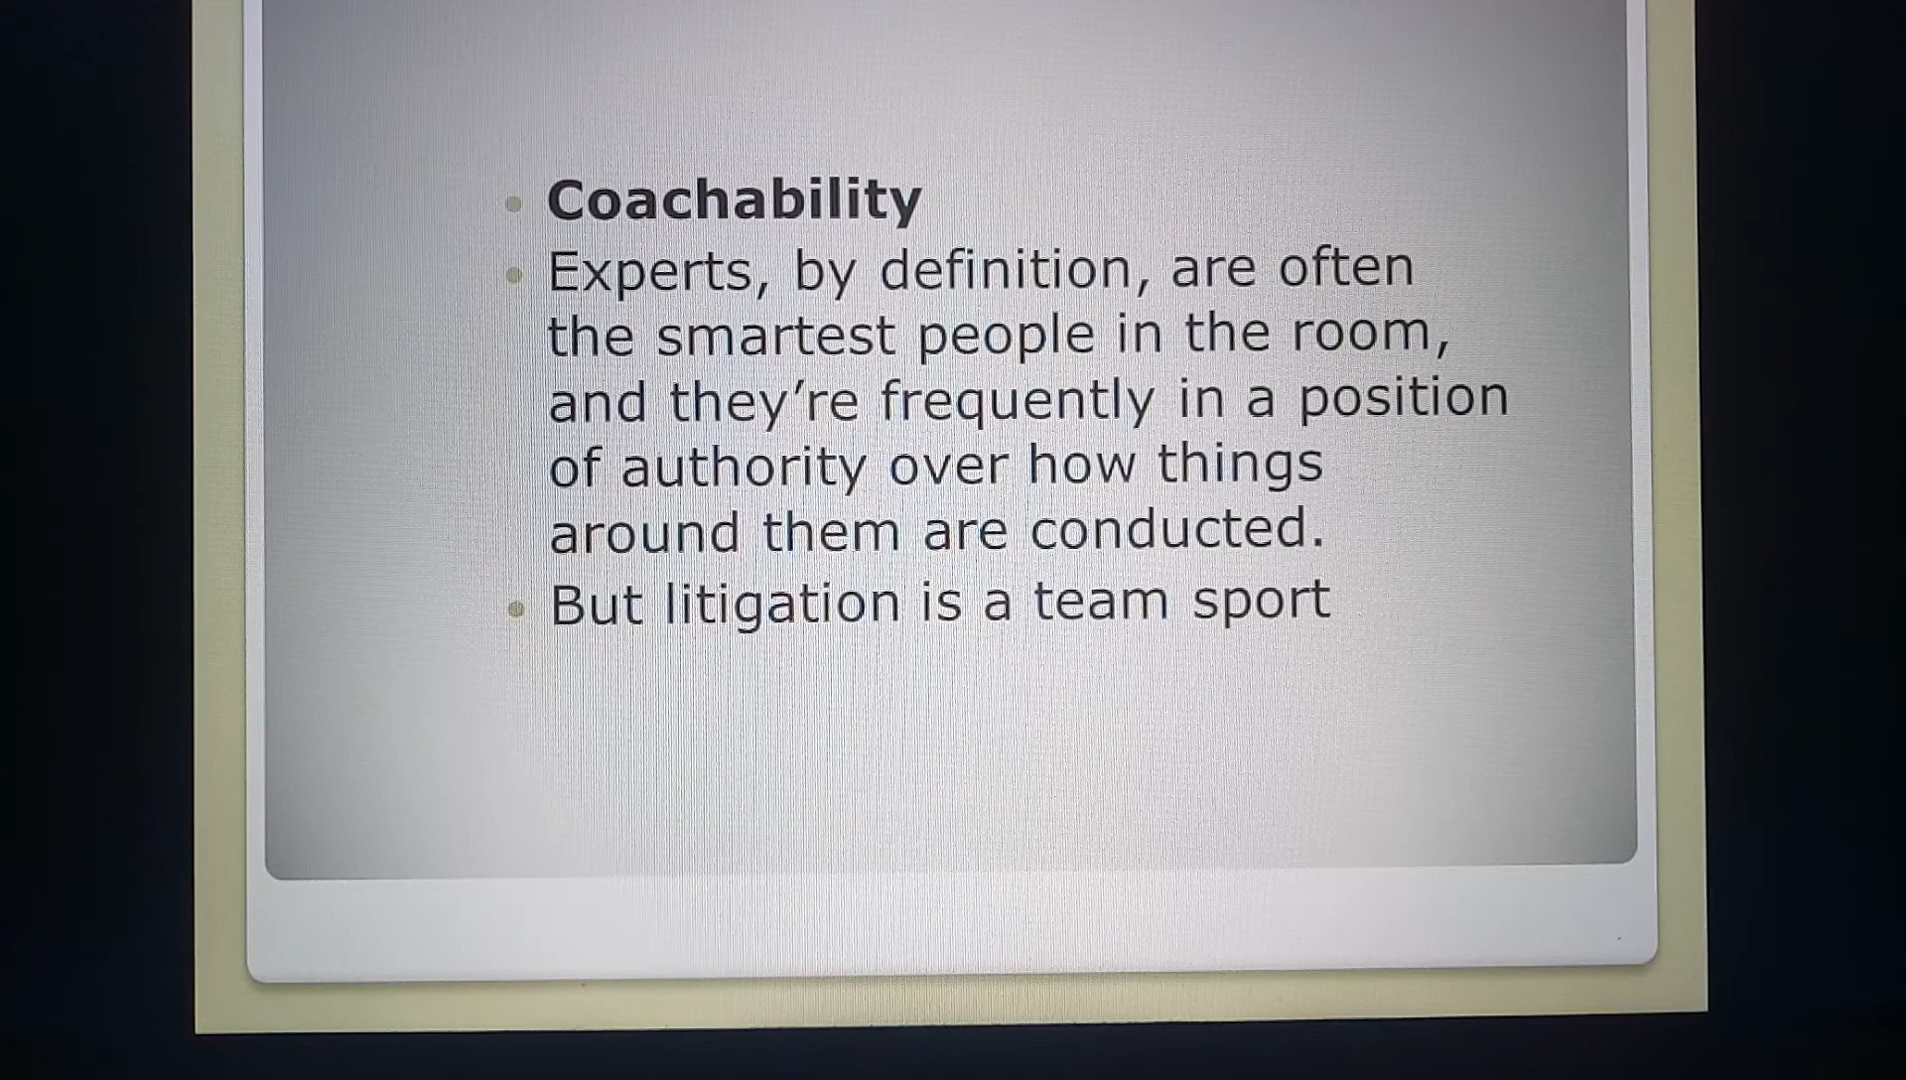 Coachability
Experts, by definition, are often
the smartest people in the room,
and they’re frequently in a position
of authority over how things
around them are conducted.
But litigation is a team sport